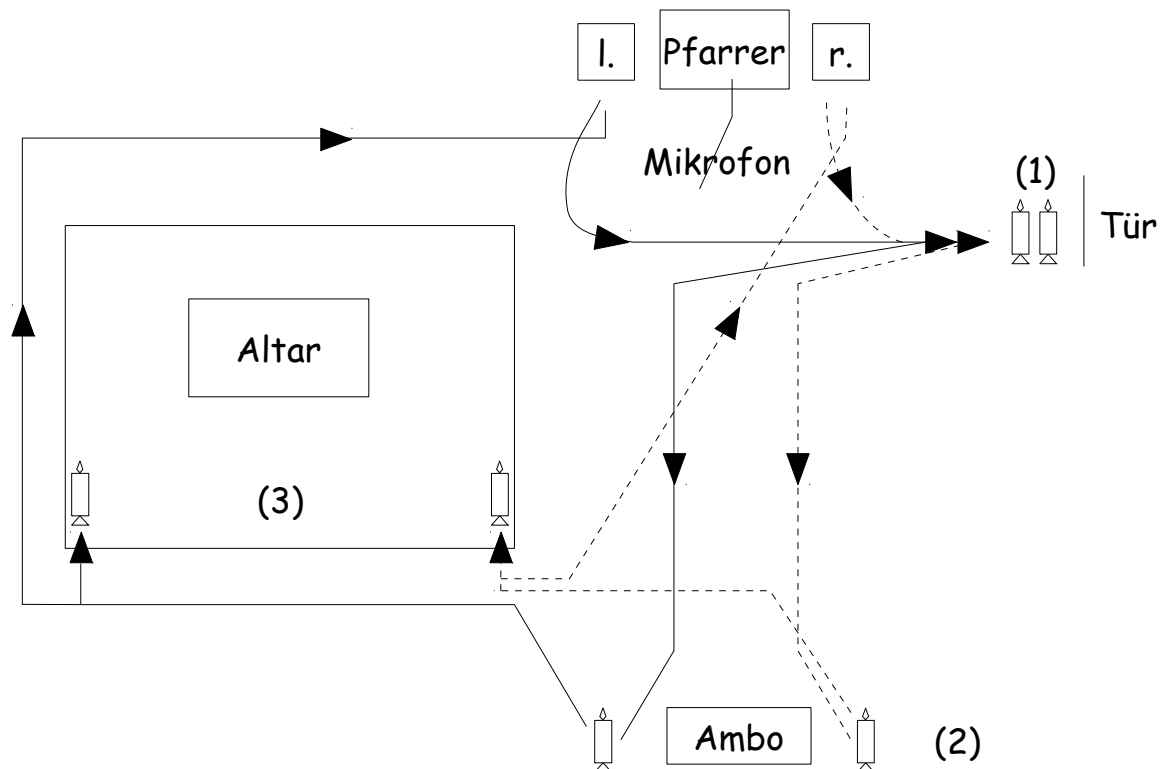 l.
Pfarrer
r.
Mikrofon
(1)
Tür
Altar
(3)
Ambo
(2)